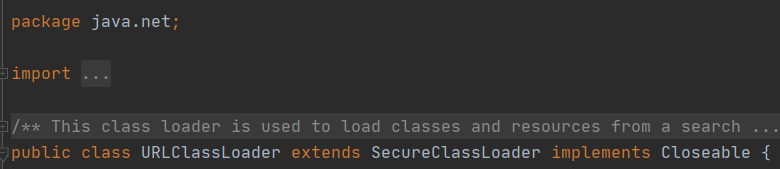 package java.net;
import ...
/** This class loader is used to load classes and resources from a search ...
public class URLClassLoader extends SecureClassLoader implements Closeable {